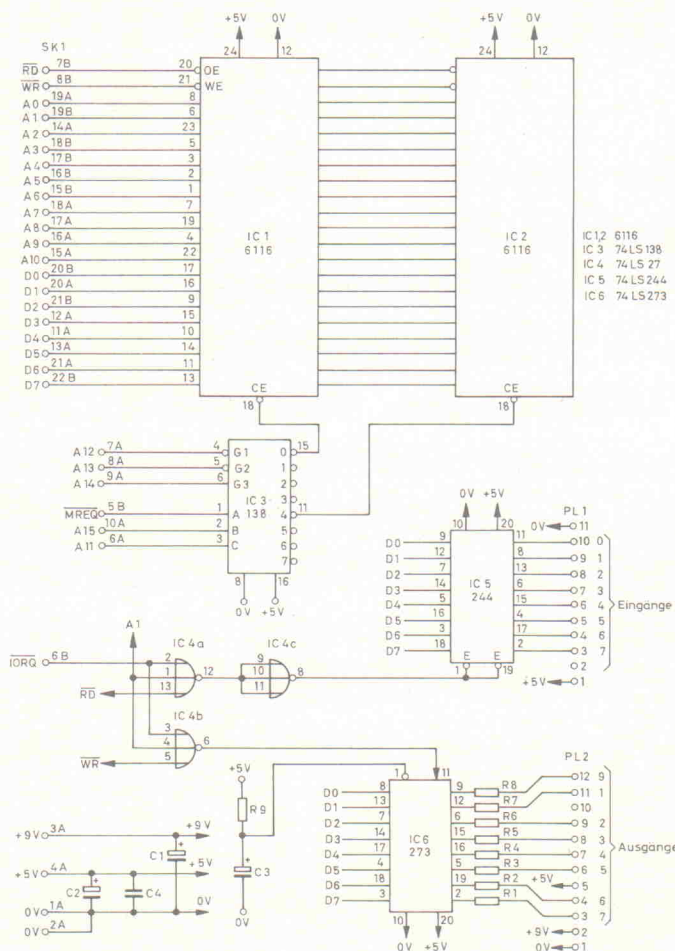 +5V 0V +5V 0V
SK1
24 12 24 12
RD 7B 20 OE
WR 8B 21 WE
A0 19A 8
A1 19B 6
A2 14A 23
A3 18B 5
A4 17B 3
A5 16B 2
A6 15B 1
A7 18A 7
A8 17A 19
A9 16A 4
A10 15A 22
D0 20B 17
D1 20A 16
D2 21B 9
D3 12A 15
D4 11A 10
D5 13A 14
D6 21A 11
D7 22B 13
IC 1
6116
IC 2
6116
IC 1,2 6116
IC 3 74LS138
IC 4 74 LS 27
IC 5 74 LS 244
IC 6 74 LS 273
CE
18
CE
18
A12 7A 4 G1 0 15
A13 8A 5 G2 1
A14 9A 6 G3 2
3
MREQ 5B 1 A 4 11
A15 10A 2 B 5
A11 6A 3 C 6
7
IC 3
138
8 16
0V +5V
0V +5V
10 20
PL1
0V 11
D0 9 11 10 0
D1 12 8 9 1
D2 7 13 8 2
D3 14 6 7 3
D4 5 15 6 4
D5 16 4 5 5
D6 3 17 4 6
D7 18 2 3 7
2
+5V 1
IC 5
244
Eingänge
E E
1 19
A1
IORQ 6B
IC 4a IC 4c
2 9
1 12 10 8
13 11
RD
IC 4b
3
4 6
5
WR
+5V
R9
C3
0V
1 11
PL2
D0 8 9 R8 12 9
D1 13 12 R7 11 1
10
D2 7 6 R6 9 2
D3 14 15 R5 8 3
D4 17 16 R4 7 4
D5 4 5 R3 6 5
+5V 5
D6 18 19 R2 4 6
D7 3 2 R1 3 7
+9V 2
0V 1
IC 6
273
Ausgänge
10 20
0V +5V
+9V 3A +9V
C1
+5V 4A +5V
C2 C4
0V 1A 0V
0V 2A